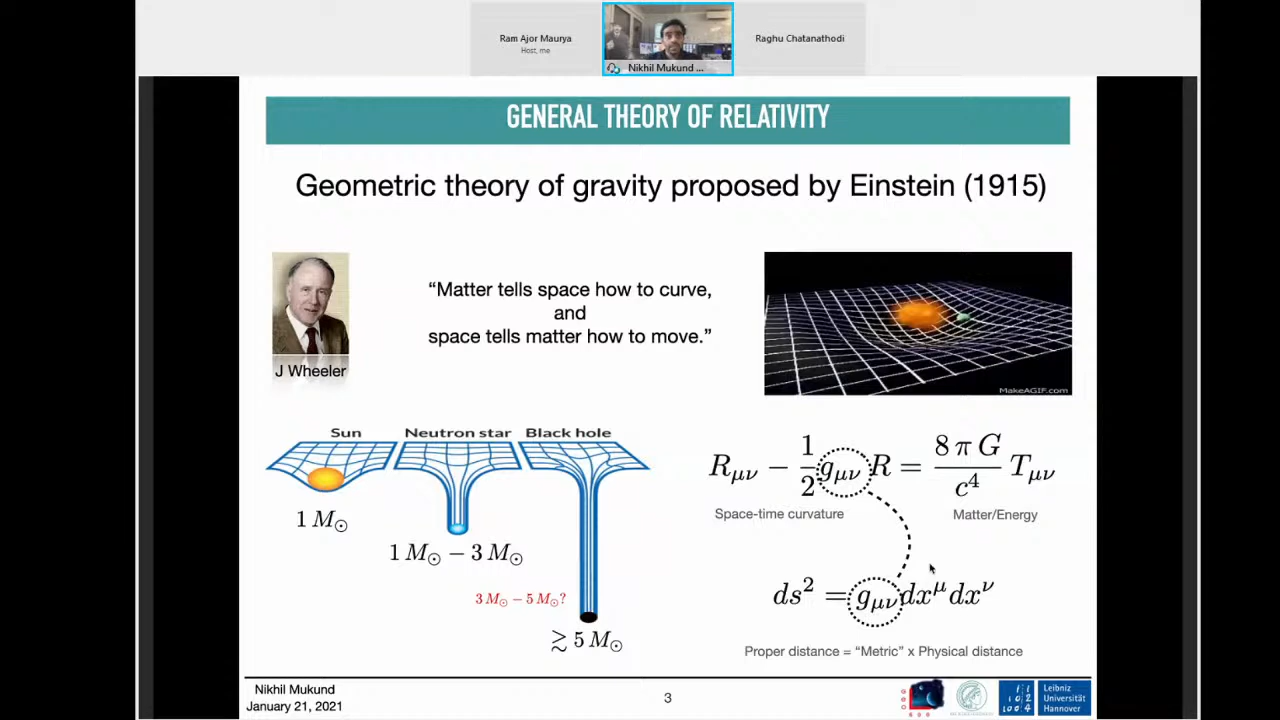 Ram Ajor Maurya
Host, me
Nikhil Mukund ...
Raghu Chatanathodi
GENERAL THEORY OF RELATIVITY
Geometric theory of gravity proposed by Einstein (1915)
J Wheeler
“Matter tells space how to curve,
and
space tells matter how to move.”
MakeAGIF.com
Sun Neutron star Black hole
1 M☉
1 M☉ − 3 M☉
3 M☉ − 5 M☉?
≳ 5 M☉
R_μν − 1/2 g_μν R = 8 π G / c^4 T_μν
Space-time curvature Matter/Energy
ds² = g_μν dx^μ dx^ν
Proper distance = “Metric” x Physical distance
Nikhil Mukund
January 21, 2021
3
Leibniz
Universität
Hannover